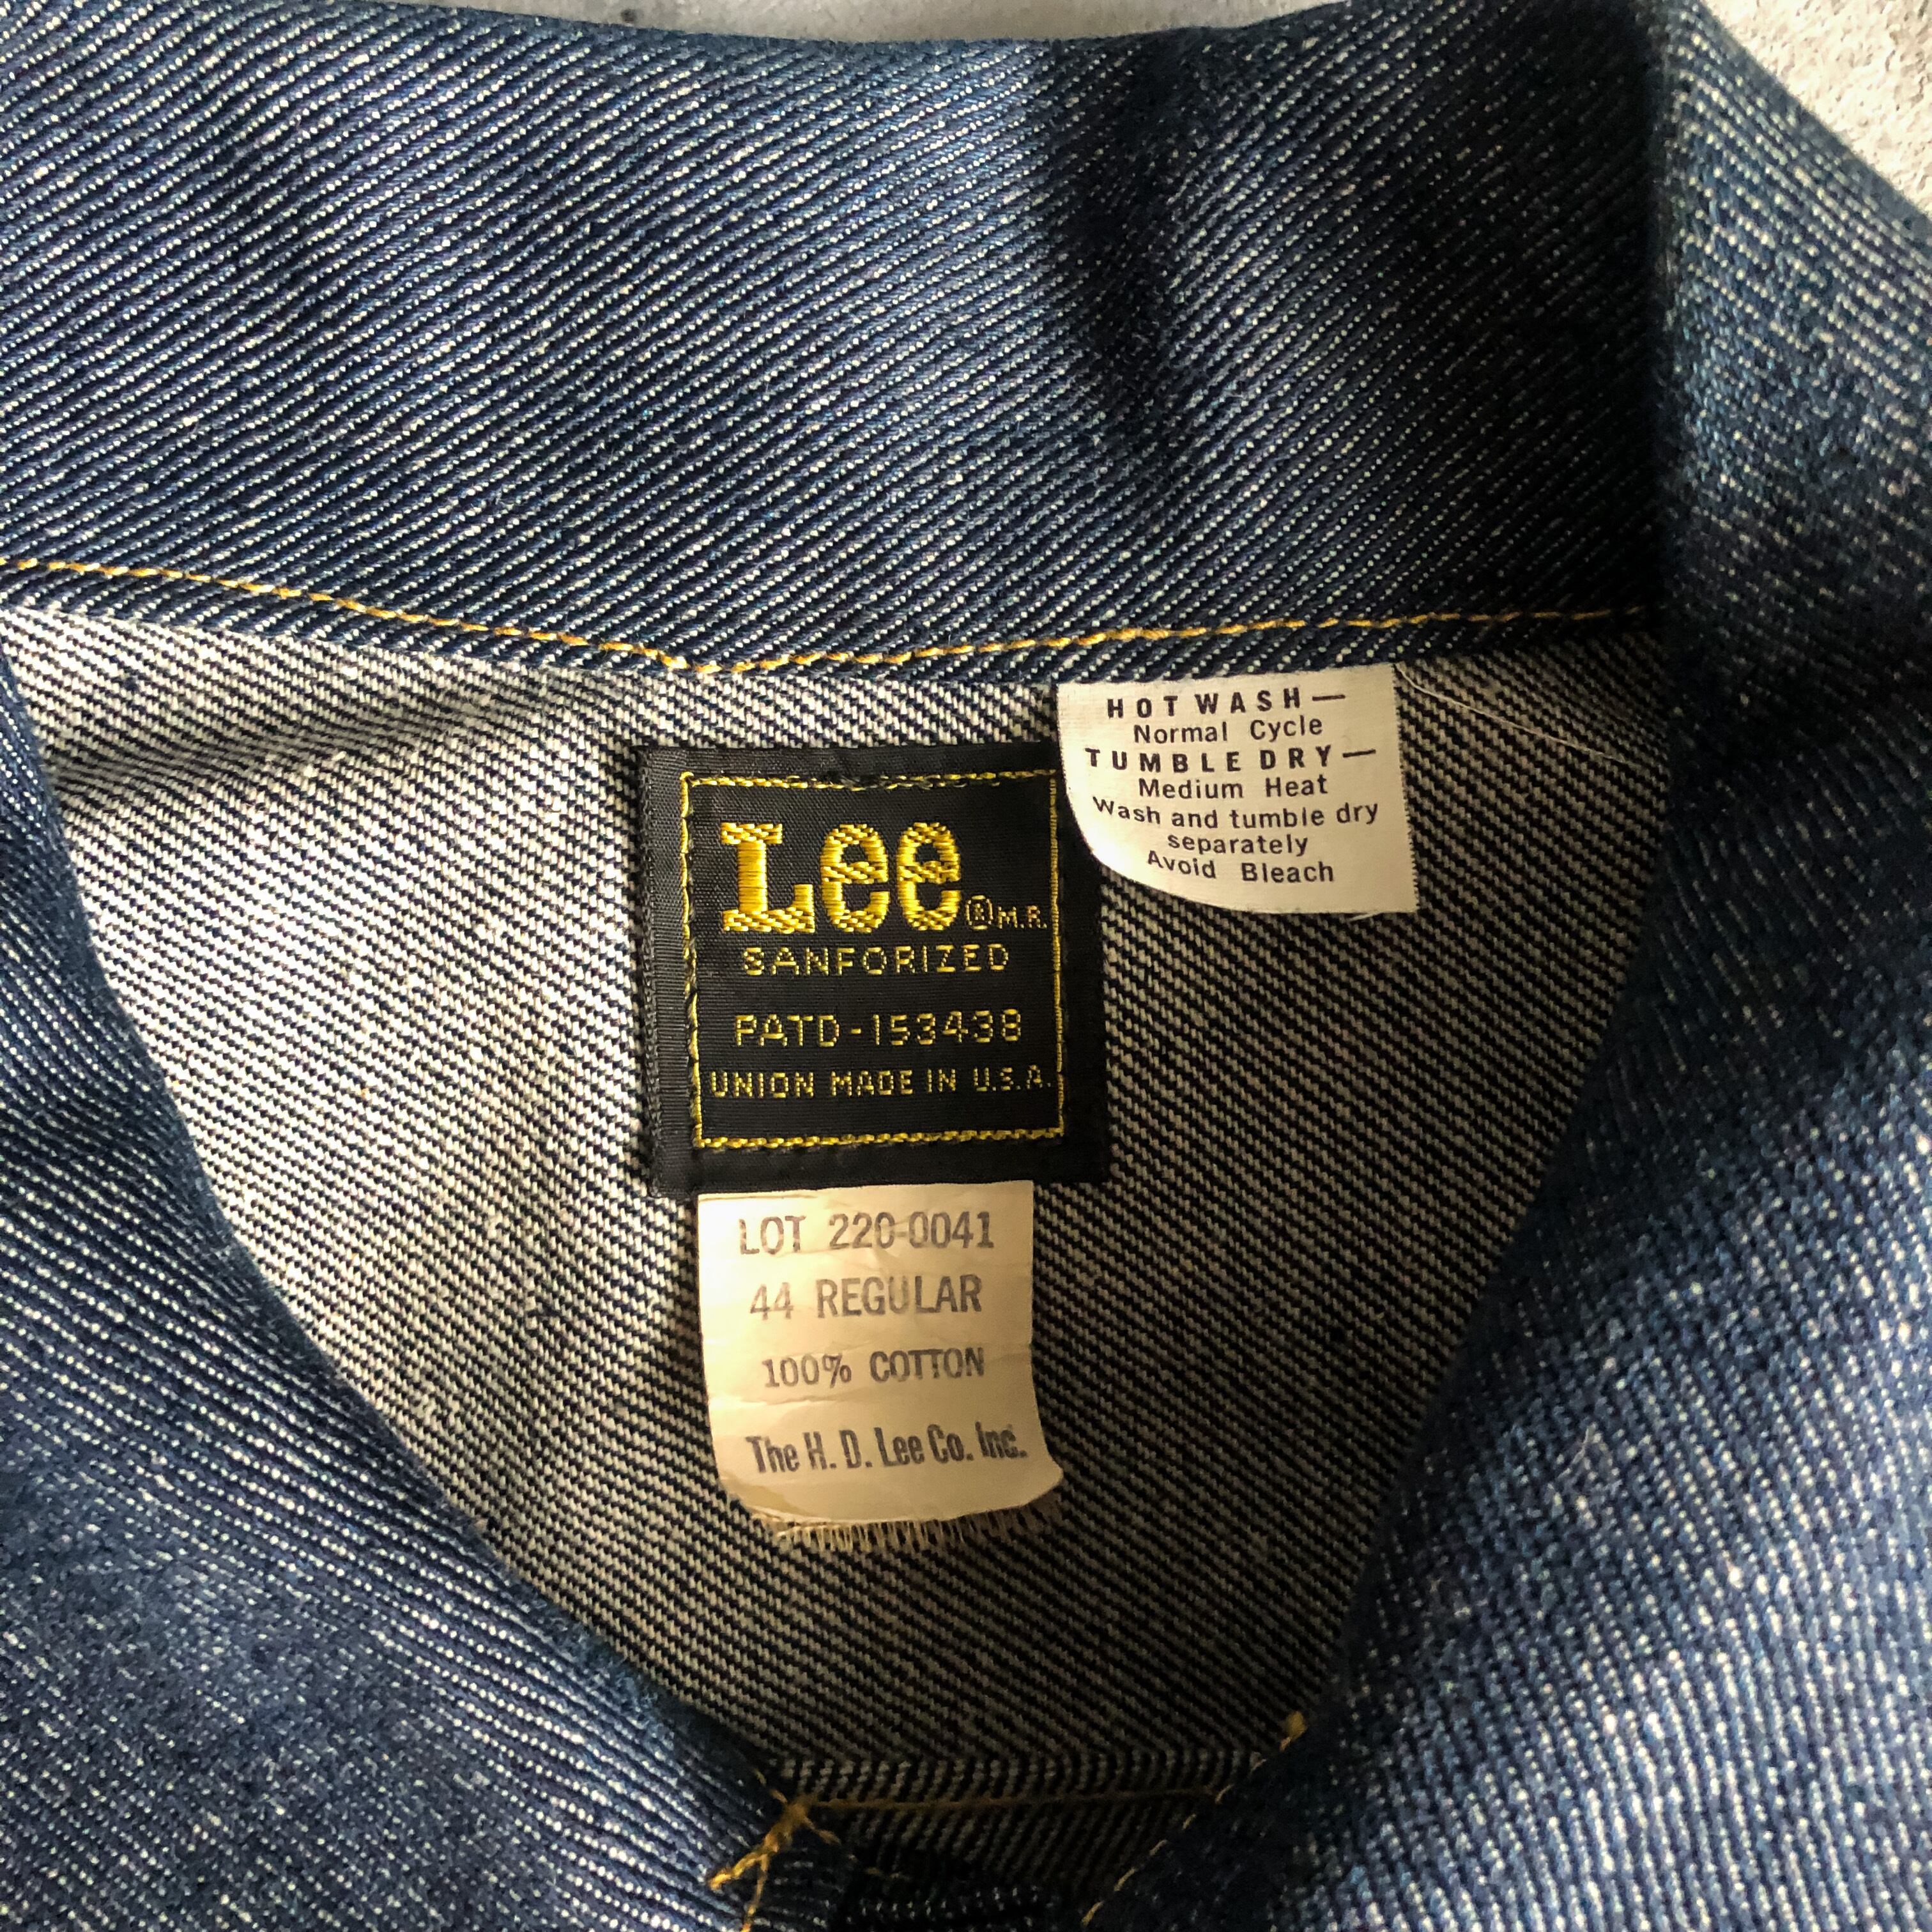 HOT WASH—
Normal Cycle
TUMBLE DRY—
Medium Heat
Wash and tumble dry
separately
Avoid Bleach
Lee® M.R.
SANFORIZED
PATD-153438
UNION MADE IN U.S.A.
LOT 220-0041
44 REGULAR
100% COTTON
The H. D. Lee Co. Inc.